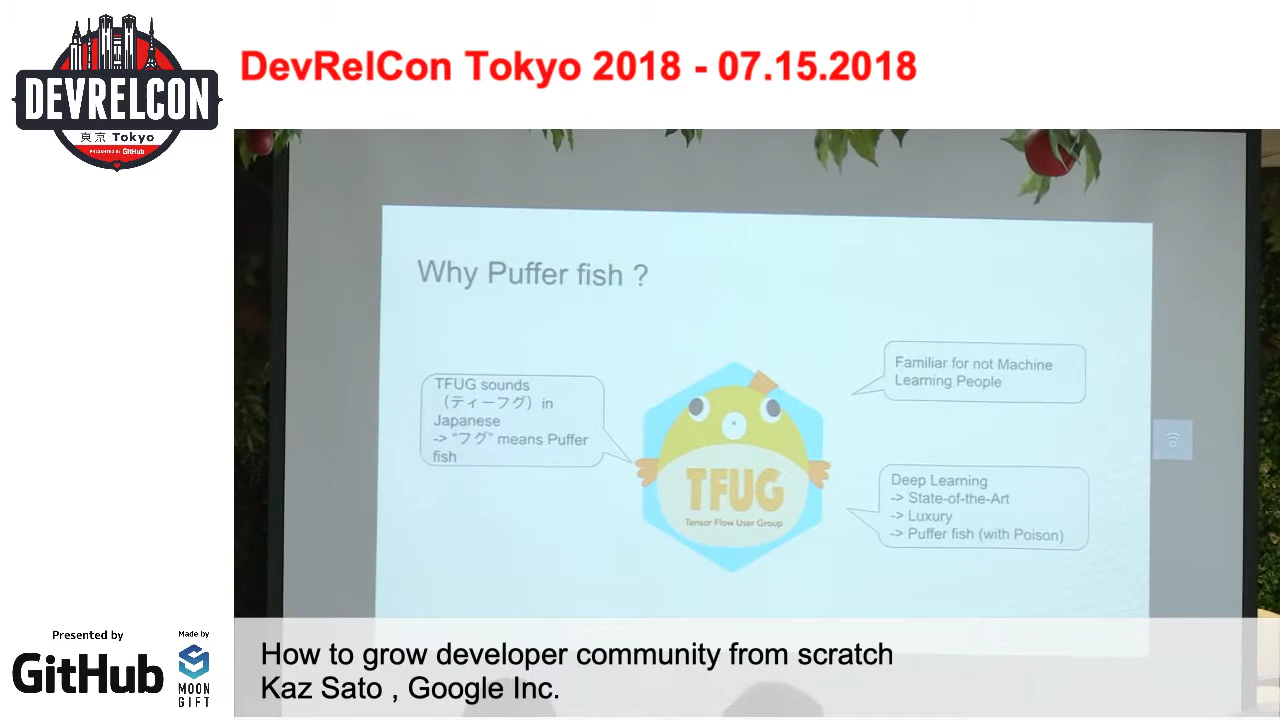 DEVRELCON
東京 Tokyo
PRESENTED By GitHub
DevRelCon Tokyo 2018 - 07.15.2018
Why Puffer fish ?
TFUG sounds
（ティーフグ）in
Japanese
-> "フグ" means Puffer
fish
Familiar for not Machine
Learning People
TFUG
Tensor Flow User Group
Deep Learning
-> State-of-the-Art
-> Luxury
-> Puffer fish (with Poison)
Presented by
GitHub
Made by
MOON
GIFT
How to grow developer community from scratch
Kaz Sato , Google Inc.